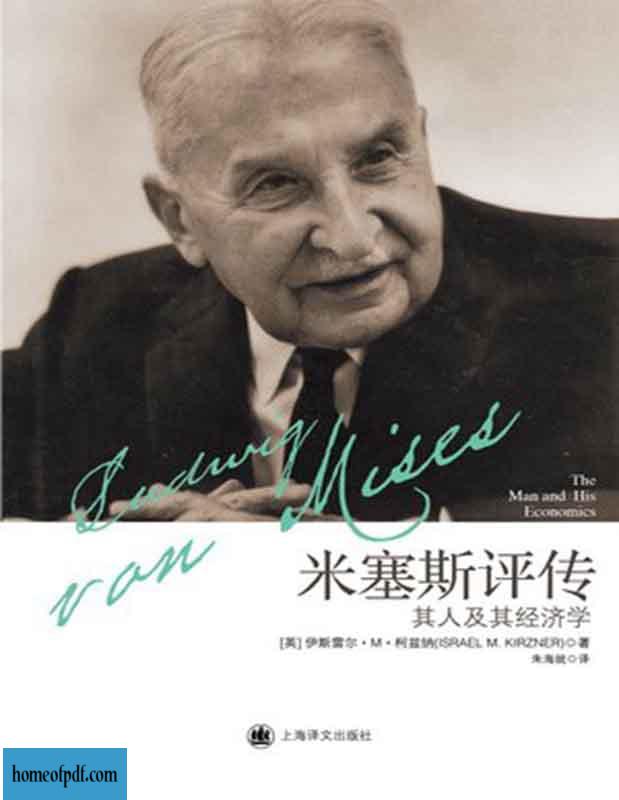 Ludwig
von Mises
The
Man and His
Economics
米塞斯评传
其人及其经济学
[英] 伊斯雷尔·M·柯兹纳(ISRAEL M. KIRZNER)◎著
朱海就◎译
上海译文出版社
homeofpdf.com